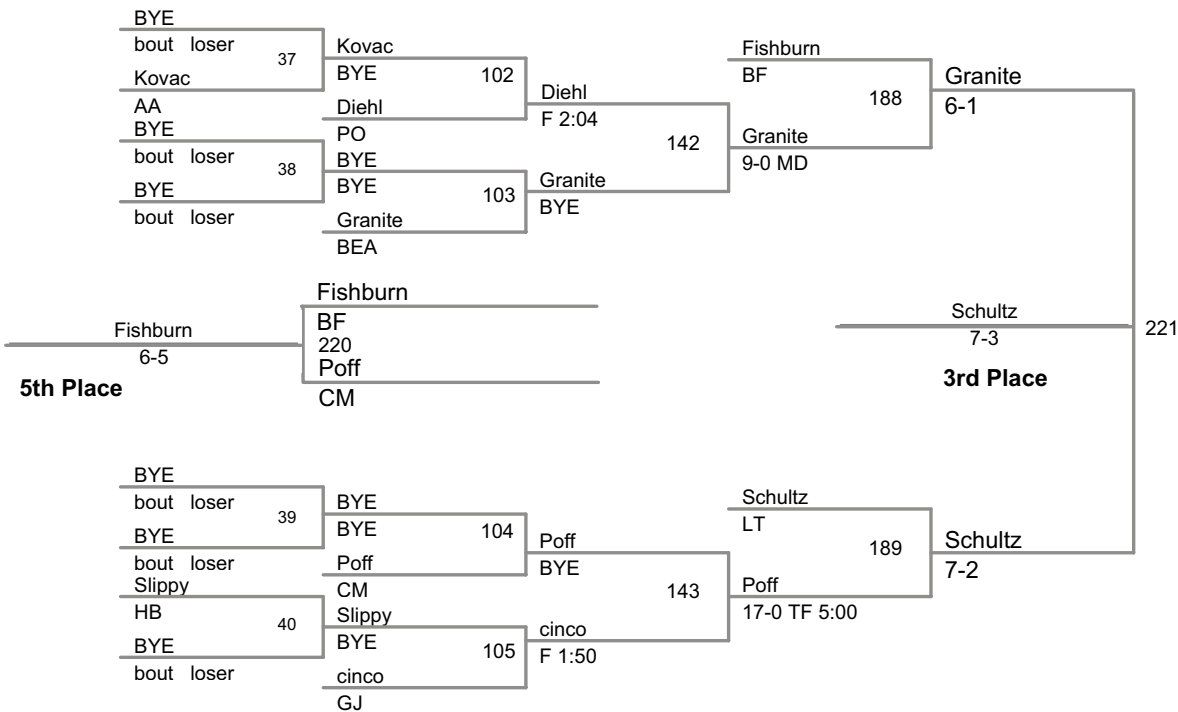 BYE
bout loser
37
Kovac
AA
BYE
bout loser
38
BYE
bout loser
Kovac
BYE
102
Diehl
PO
BYE
BYE
103
Granite
BEA
Diehl
F 2:04
142
Granite
BYE
Fishburn
BF
188
Granite
9-0 MD
Granite
6-1
Fishburn
6-5
5th Place
Fishburn
BF
220
Poff
CM
Schultz
7-3
3rd Place
221
BYE
bout loser
39
BYE
bout loser
Slippy
HB
40
BYE
bout loser
BYE
BYE
104
Poff
CM
Slippy
BYE
105
cinco
GJ
Poff
BYE
143
cinco
F 1:50
Schultz
LT
189
Poff
17-0 TF 5:00
Schultz
7-2